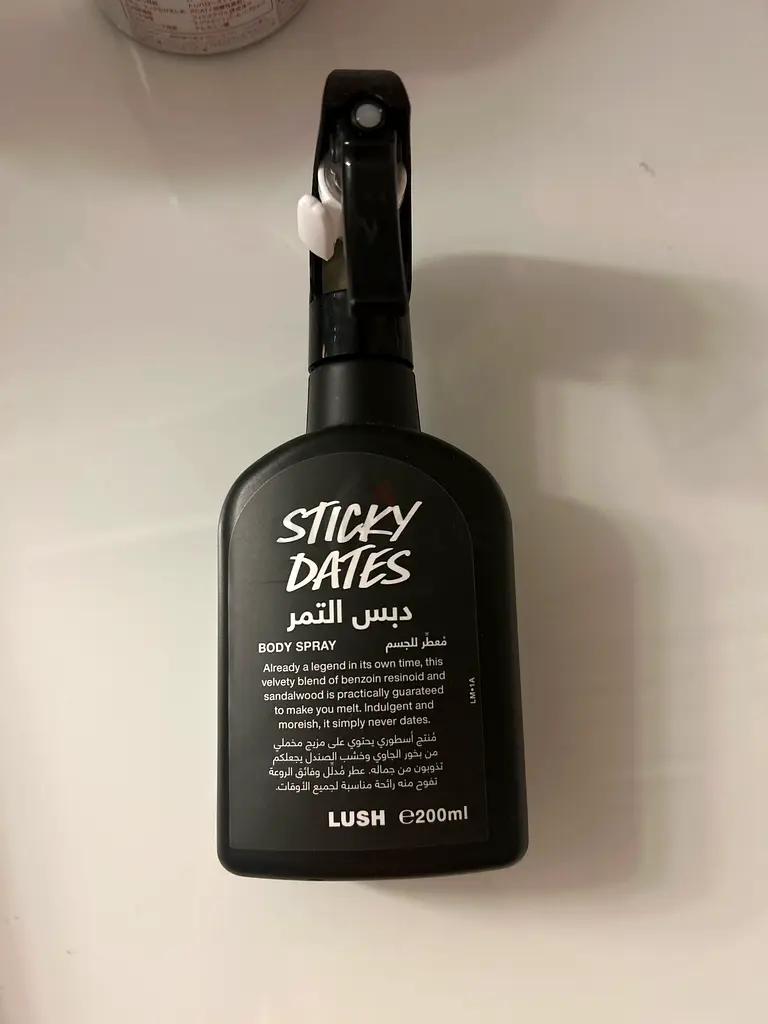 STICKY
DATES
دبس التمر
BODY SPRAY مُعطِّر للجسم
Already a legend in its own time, this
velvety blend of benzoin resinoid and
sandalwood is practically guarateed
to make you melt. Indulgent and
moreish, it simply never dates.
مُنتج أسطوري يحتوي على مزيج مخملي
من بخور الجاوي وخشب الصندل يجعلكم
تذوبون من جماله. عطر مُدلِّل وفائق الروعة
تفوح منه رائحة مناسبة لجميع الأوقات.
LUSH ℮200ml
LM•1A